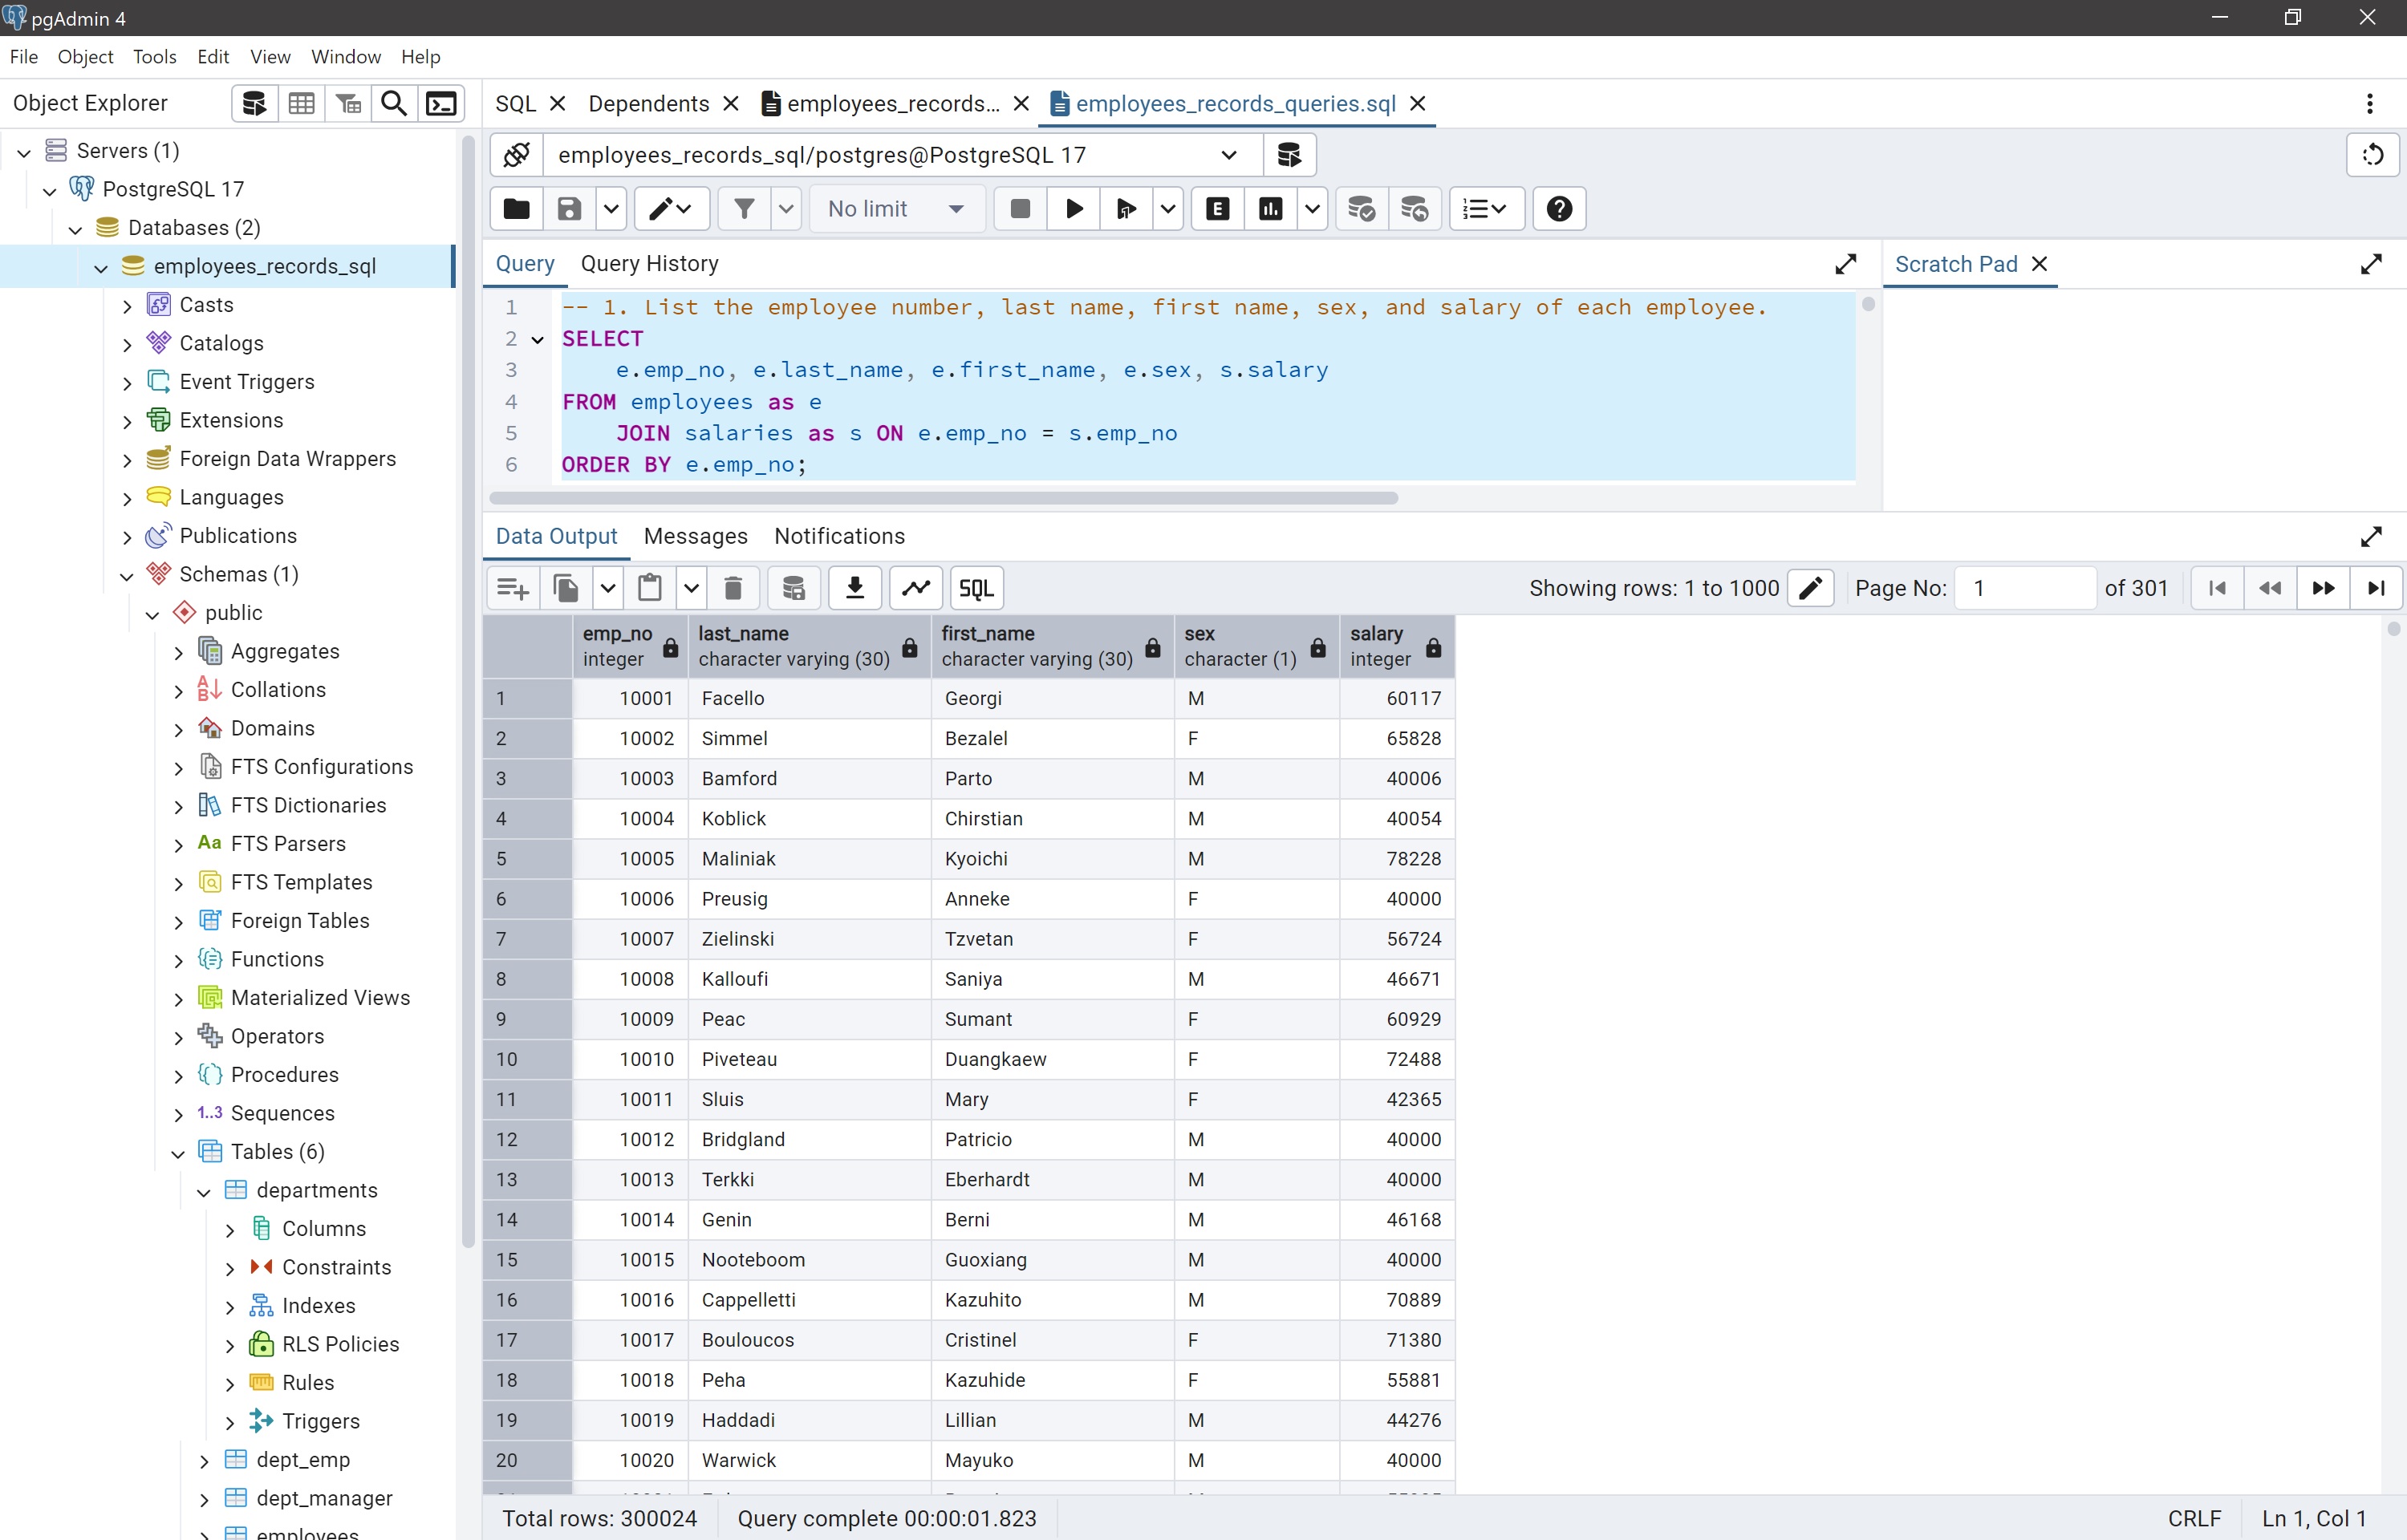 pgAdmin 4
File Object Tools Edit View Window Help
Object Explorer
Servers (1)
PostgreSQL 17
Databases (2)
employees_records_sql
Casts
Catalogs
Event Triggers
Extensions
Foreign Data Wrappers
Languages
Publications
Schemas (1)
public
Aggregates
Collations
Domains
FTS Configurations
FTS Dictionaries
Aa FTS Parsers
FTS Templates
Foreign Tables
Functions
Materialized Views
Operators
Procedures
1..3 Sequences
Tables (6)
departments
Columns
Constraints
Indexes
RLS Policies
Rules
Triggers
dept_emp
dept_manager
employees
SQL Dependents employees_records... employees_records_queries.sql
employees_records_sql/postgres@PostgreSQL 17
No limit
Query Query History
Scratch Pad
1 -- 1. List the employee number, last name, first name, sex, and salary of each employee.
2 SELECT
3 e.emp_no, e.last_name, e.first_name, e.sex, s.salary
4 FROM employees as e
5 JOIN salaries as s ON e.emp_no = s.emp_no
6 ORDER BY e.emp_no;
Data Output Messages Notifications
SQL Showing rows: 1 to 1000 Page No: 1 of 301
emp_no last_name first_name sex salary
integer character varying (30) character varying (30) character (1) integer
1 10001 Facello Georgi M 60117
2 10002 Simmel Bezalel F 65828
3 10003 Bamford Parto M 40006
4 10004 Koblick Chirstian M 40054
5 10005 Maliniak Kyoichi M 78228
6 10006 Preusig Anneke F 40000
7 10007 Zielinski Tzvetan F 56724
8 10008 Kalloufi Saniya M 46671
9 10009 Peac Sumant F 60929
10 10010 Piveteau Duangkaew F 72488
11 10011 Sluis Mary F 42365
12 10012 Bridgland Patricio M 40000
13 10013 Terkki Eberhardt M 40000
14 10014 Genin Berni M 46168
15 10015 Nooteboom Guoxiang M 40000
16 10016 Cappelletti Kazuhito M 70889
17 10017 Bouloucos Cristinel F 71380
18 10018 Peha Kazuhide F 55881
19 10019 Haddadi Lillian M 44276
20 10020 Warwick Mayuko M 40000
Total rows: 300024 Query complete 00:00:01.823 CRLF Ln 1, Col 1